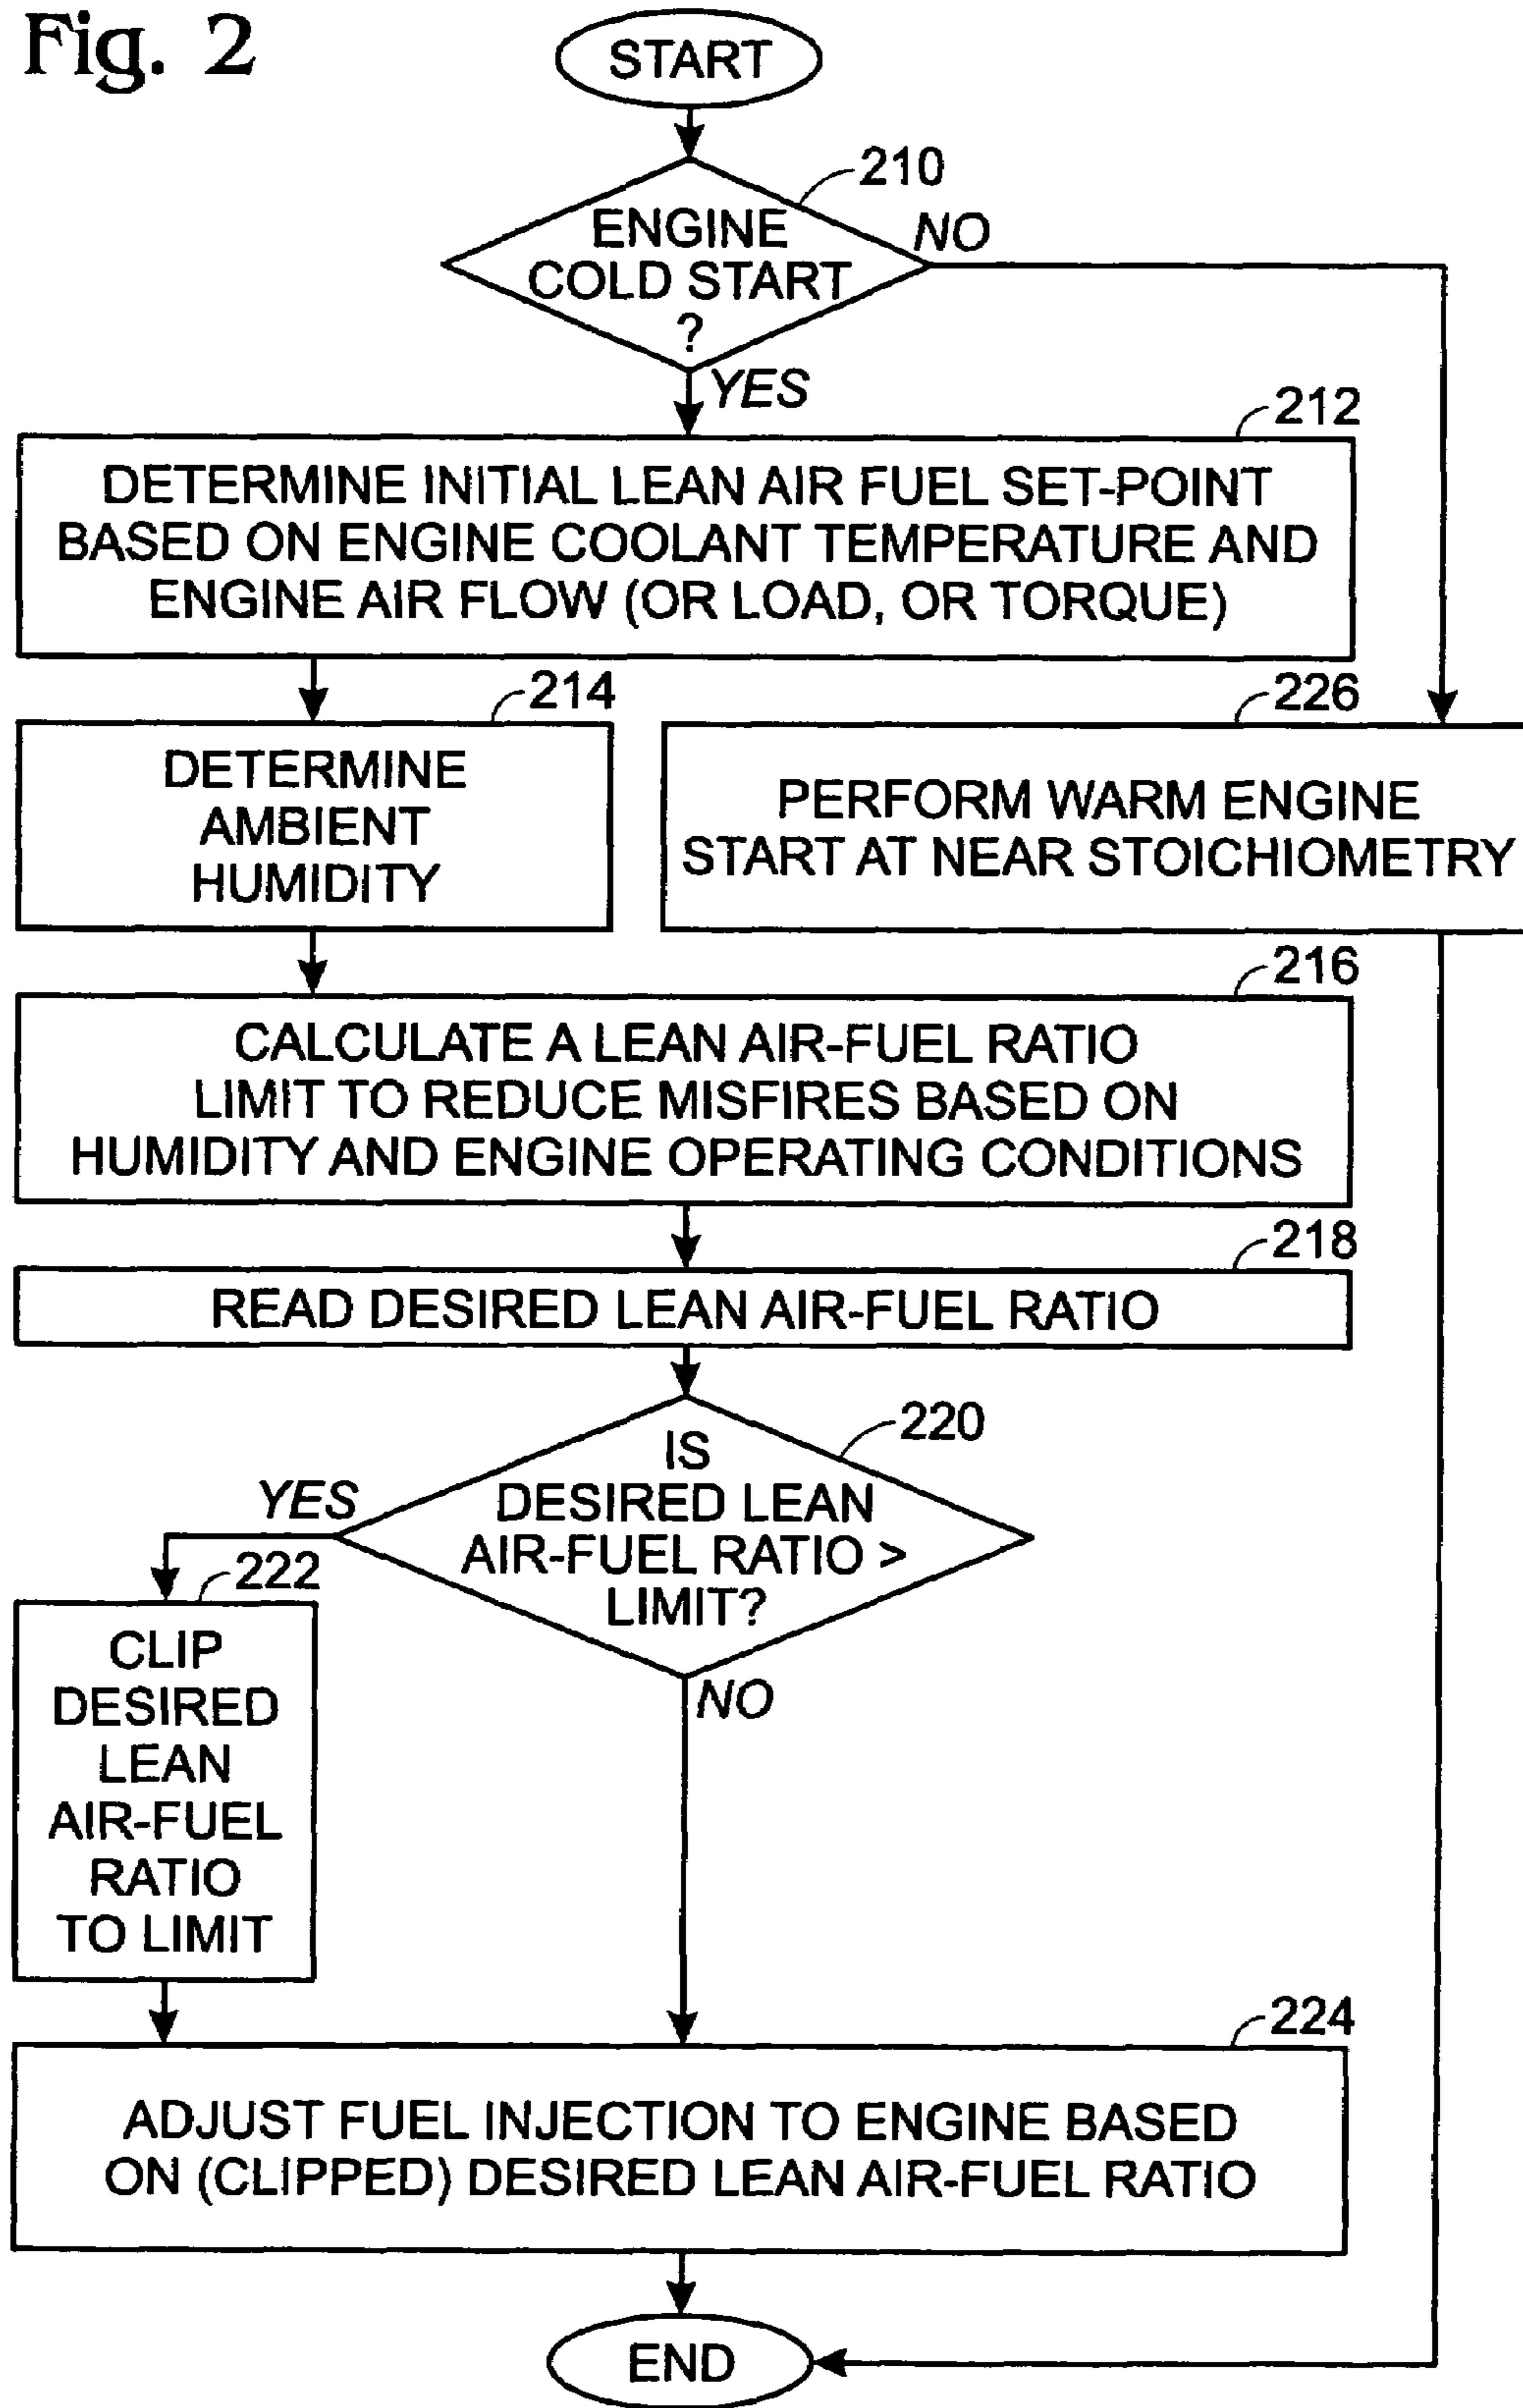 Fig. 2
START
210
ENGINE
COLD START
?
NO
YES
212
DETERMINE INITIAL LEAN AIR FUEL SET-POINT
BASED ON ENGINE COOLANT TEMPERATURE AND
ENGINE AIR FLOW (OR LOAD, OR TORQUE)
214
DETERMINE
AMBIENT
HUMIDITY
226
PERFORM WARM ENGINE
START AT NEAR STOICHIOMETRY
216
CALCULATE A LEAN AIR-FUEL RATIO
LIMIT TO REDUCE MISFIRES BASED ON
HUMIDITY AND ENGINE OPERATING CONDITIONS
218
READ DESIRED LEAN AIR-FUEL RATIO
220
IS
DESIRED LEAN
AIR-FUEL RATIO >
LIMIT?
YES
NO
222
CLIP
DESIRED
LEAN
AIR-FUEL
RATIO
TO LIMIT
224
ADJUST FUEL INJECTION TO ENGINE BASED
ON (CLIPPED) DESIRED LEAN AIR-FUEL RATIO
END